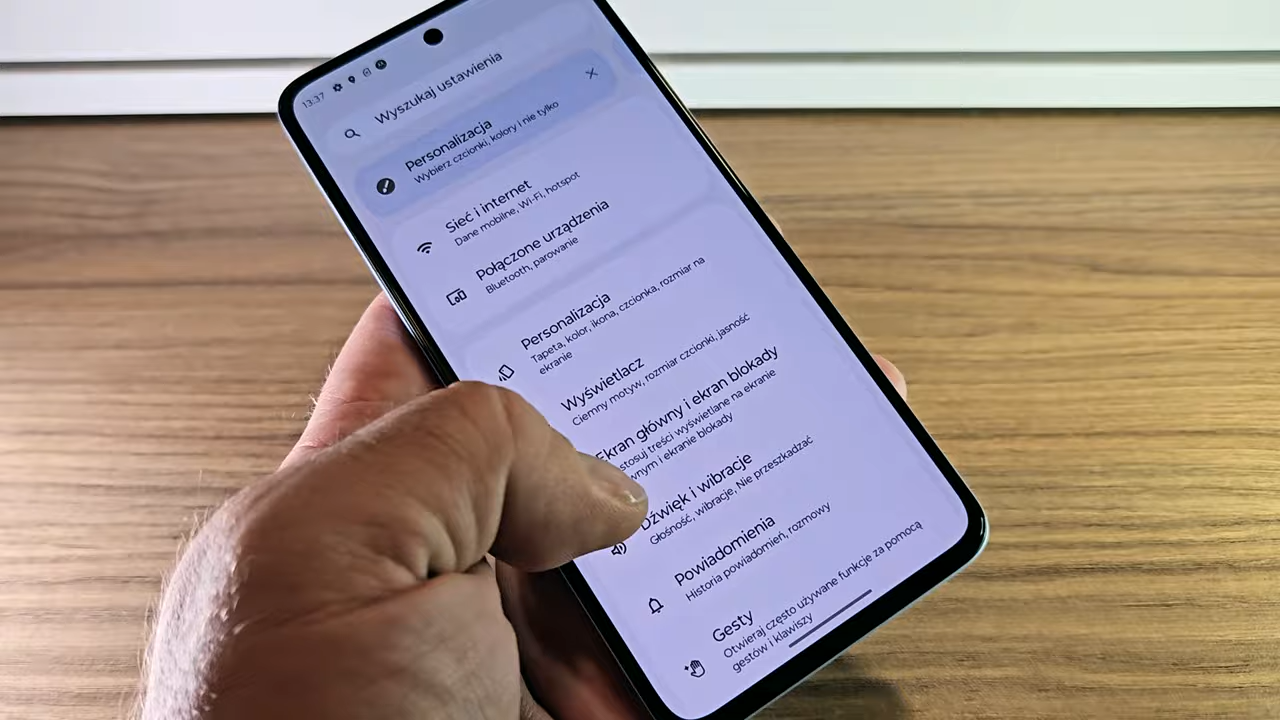 13:37
Wyszukaj ustawienia
Personalizacja
Wybierz czcionki, kolory i nie tylko
Sieć i internet
Dane mobilne, Wi-Fi, hotspot
Połączone urządzenia
Bluetooth, parowanie
Personalizacja
Tapeta, kolor, ikona, czcionka, rozmiar na
ekranie
Wyświetlacz
Ciemny motyw, rozmiar czcionki, jasność
Ekran główny i ekran blokady
stosuj treści wyświetlane na ekranie
wnym i ekranie blokady
Dźwięk i wibracje
Głośność, wibracje, Nie przeszkadzać
Powiadomienia
Historia powiadomień, rozmowy
Gesty
Otwieraj często używane funkcje za pomocą
gestów i klawiszy